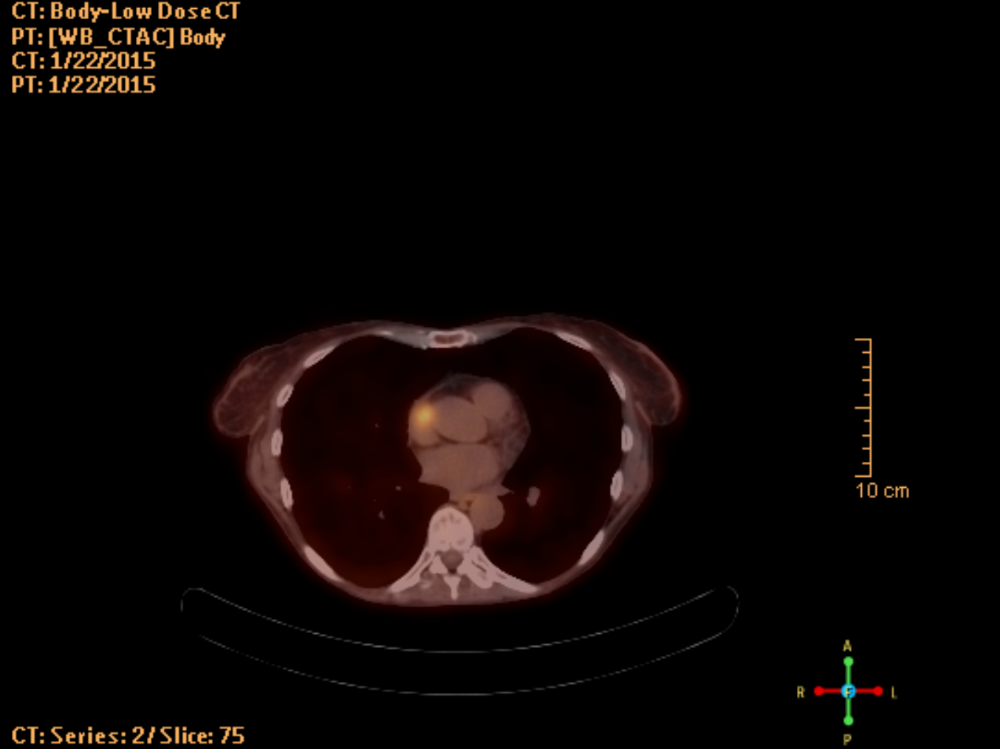 CT: Body-Low Dose CT
PT: [WB_CTAC] Body
CT: 1/22/2015
PT: 1/22/2015
10 cm
A
R F L
P
CT: Series: 2/ Slice: 75